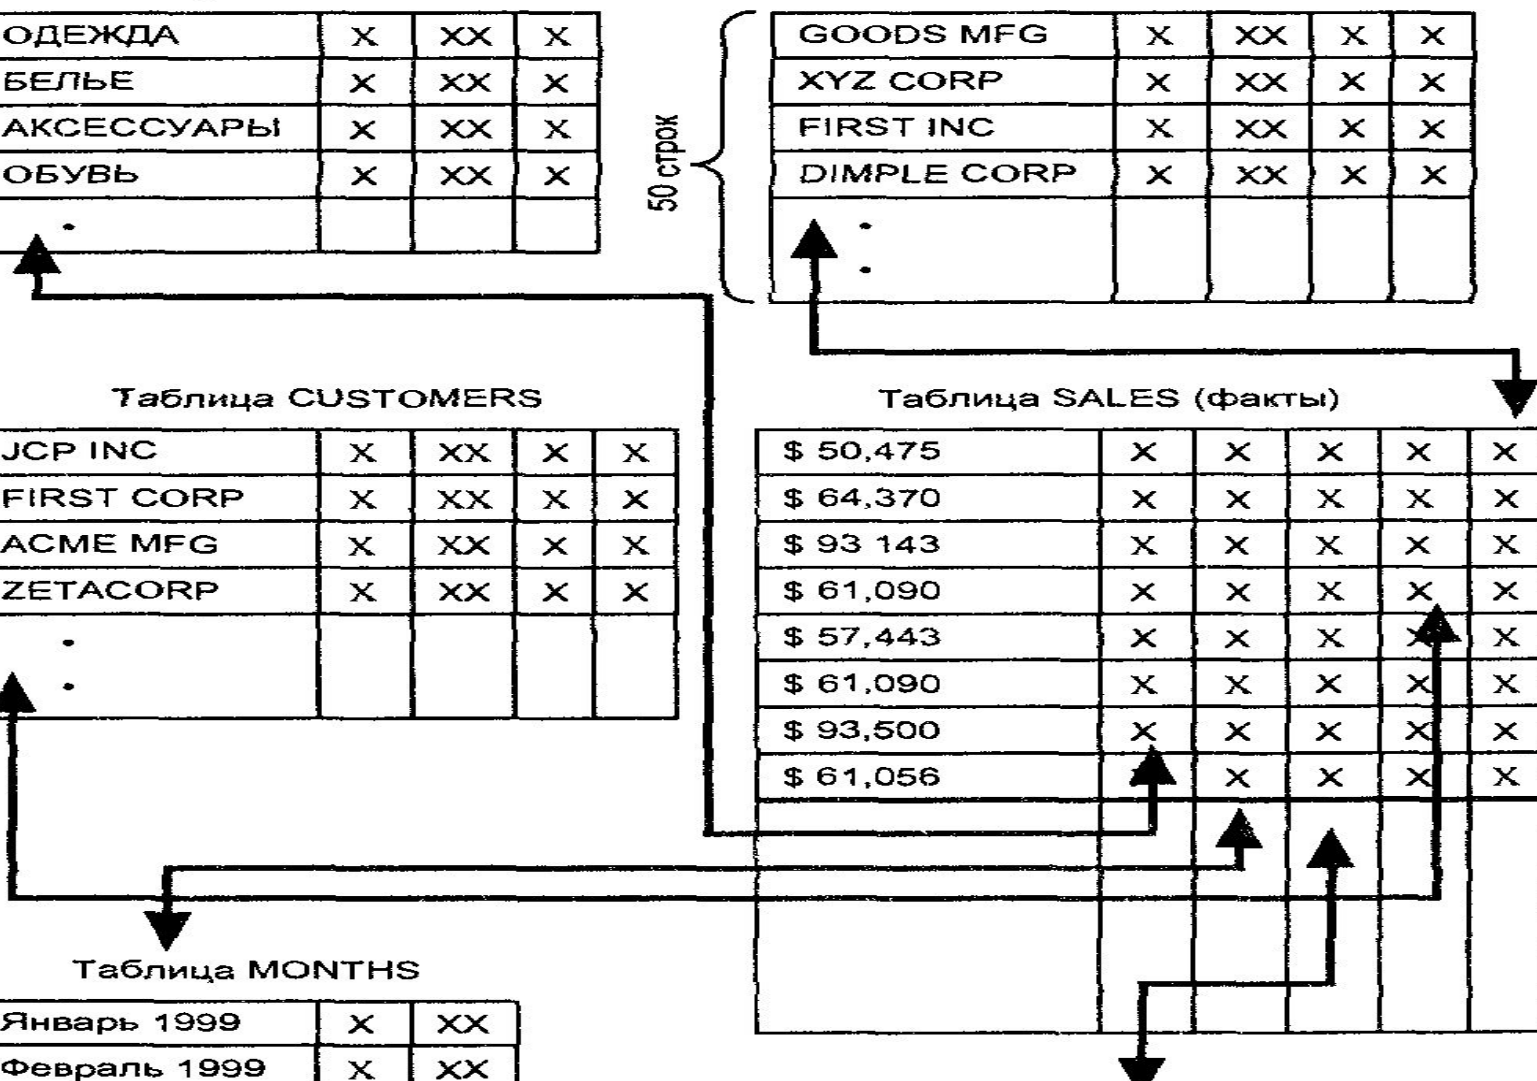 ОДЕЖДА X XX X
БЕЛЬЕ X XX X
АКСЕССУАРЫ X XX X
ОБУВЬ X XX X
50 строк
GOODS MFG X XX X X
XYZ CORP X XX X X
FIRST INC X XX X X
DIMPLE CORP X XX X X
Таблица CUSTOMERS
JCP INC X XX X X
FIRST CORP X XX X X
ACME MFG X XX X X
ZETACORP X XX X X
Таблица SALES (факты)
$ 50,475 X X X X X
$ 64,370 X X X X X
$ 93 143 X X X X X
$ 61,090 X X X X X
$ 57,443 X X X X X
$ 61,090 X X X X X
$ 93,500 X X X X X
$ 61,056 X X X X X
Таблица MONTHS
Январь 1999 X XX
Февраль 1999 X XX